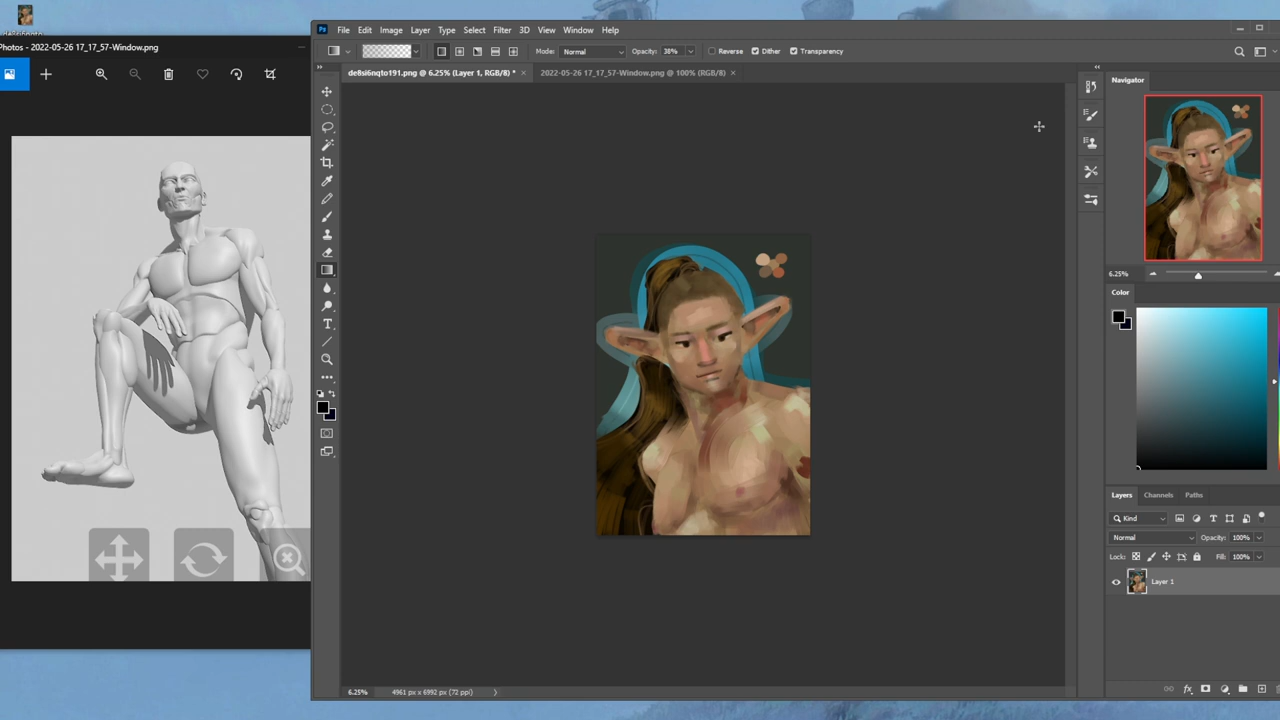 Photos - 2022-05-26 17_17_57-Window.png
Ps File Edit Image Layer Type Select Filter 3D View Window Help
Mode: Normal Opacity: 38% Reverse Dither Transparency
de8si6nqto191.png @ 6.25% (Layer 1, RGB/8) * × 2022-05-26 17_17_57-Window.png @ 100% (RGB/8) ×
Navigator
6.25%
Color
Layers Channels Paths
Kind
Normal Opacity: 100%
Lock: Fill: 100%
Layer 1
6.25% 4961 px x 6992 px (72 ppi)